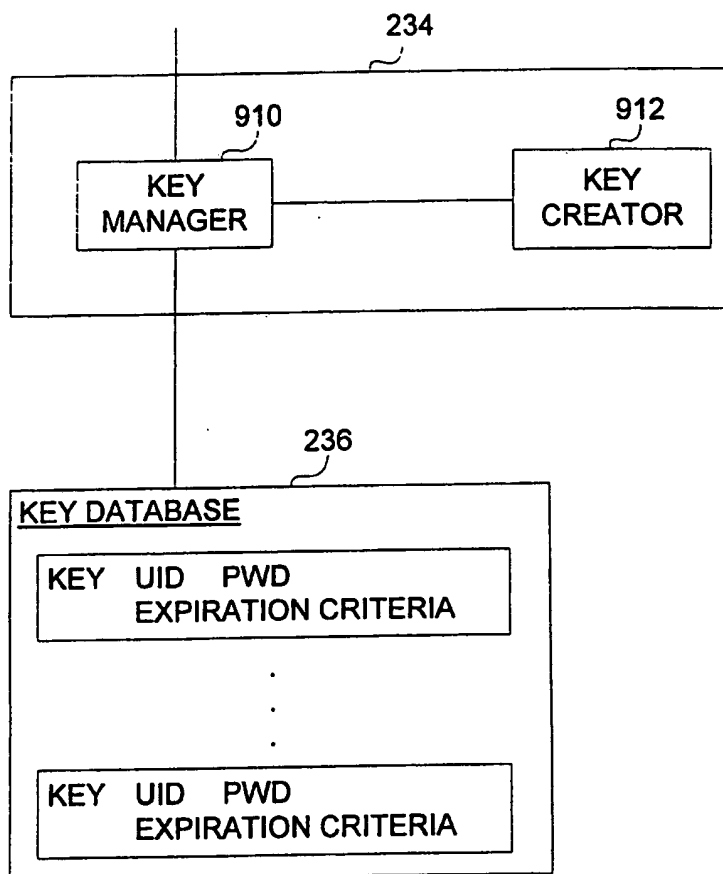 234
910
912
KEY
MANAGER
KEY
CREATOR
236
KEY DATABASE
KEY UID PWD
EXPIRATION CRITERIA
KEY UID PWD
EXPIRATION CRITERIA